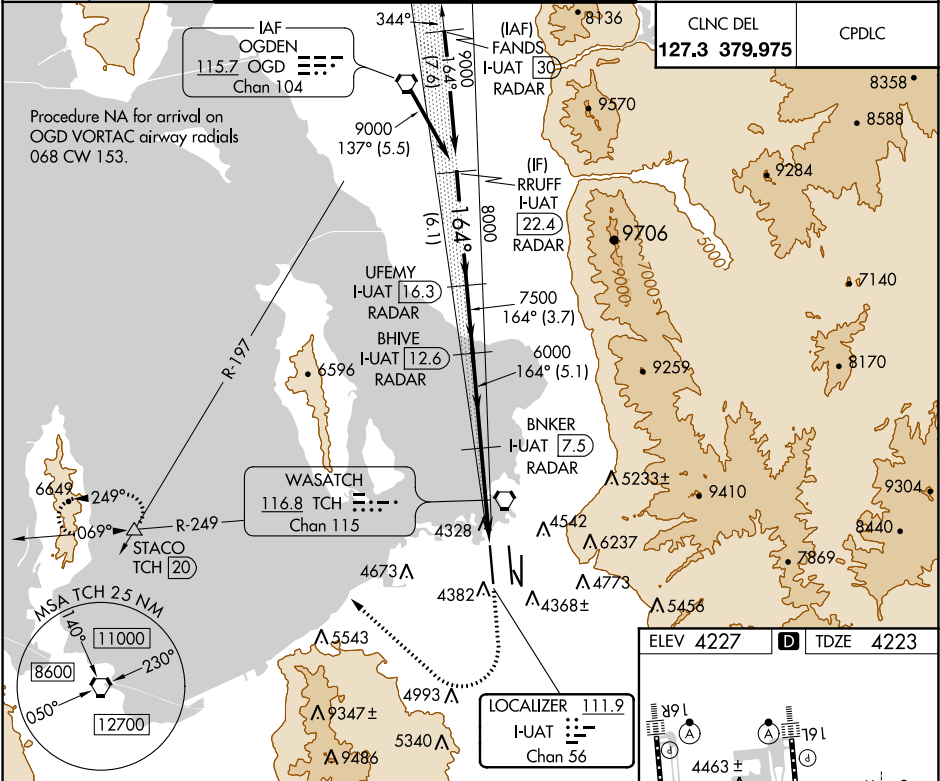 IAF
OGDEN
115.7 OGD
Chan 104
344°
9000
164°
(7.6)
(IAF)
FANDS
I-UAT 30
RADAR
8136
CLNC DEL
127.3 379.975
CPDLC
8358
8588
9570
9284
Procedure NA for arrival on
OGD VORTAC airway radials
068 CW 153.
9000
137° (5.5)
(IF)
RRUFF
I-UAT
22.4
RADAR
164°
(6.1)
8000
9706
5000
7000
9000
7140
UFEMY
I-UAT 16.3
RADAR
7500
164° (3.7)
BHIVE
I-UAT 12.6
RADAR
6000
164° (5.1)
R-197
6596
9259
8170
BNKER
I-UAT 7.5
RADAR
WASATCH
116.8 TCH
Chan 115
5233±
9410
9304
6649
249°
069°
R-249
STACO
TCH 20
4328
4542
6237
8440
7869
4673
4382
4368±
4773
5456
MSA TCH 25 NM
140°
11000
230°
8600
050°
12700
5543
4993
9347±
5340
9486
LOCALIZER 111.9
I-UAT
Chan 56
ELEV 4227 D TDZE 4223
16R
A
P
A
16L
P
4463±